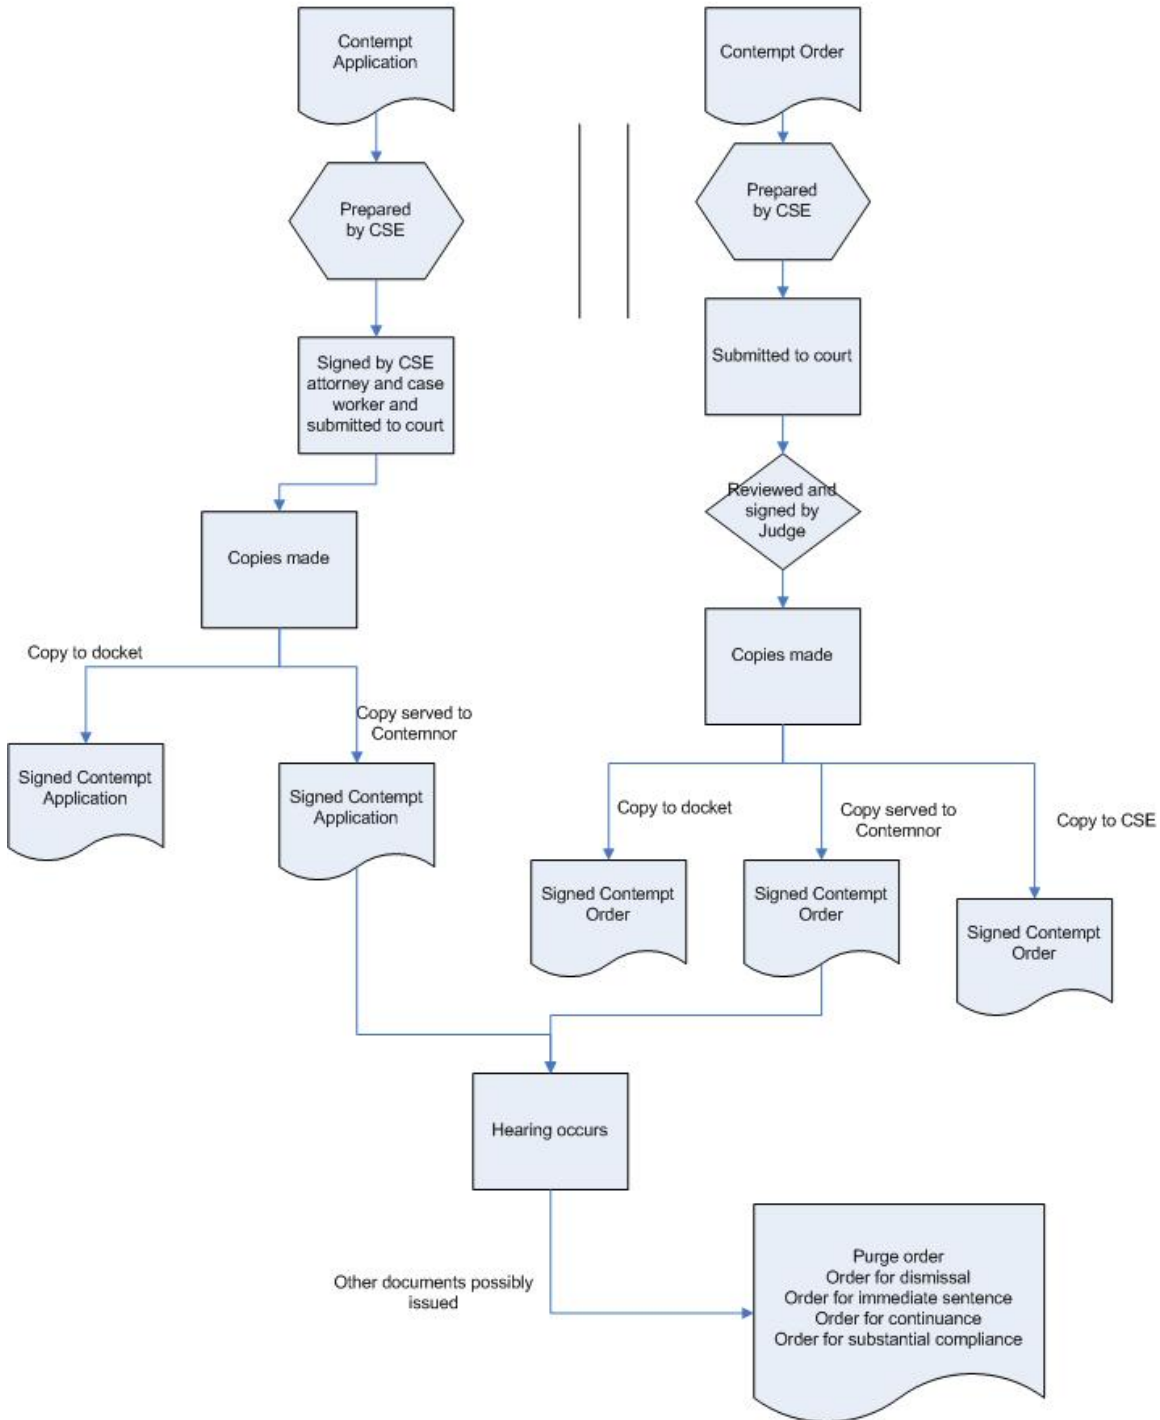 Contempt
Application
Contempt Order
Prepared
by CSE
Prepared
by CSE
Signed by CSE
attorney and case
worker and
submitted to court
Submitted to court
Reviewed and
signed by
Judge
Copies made
Copies made
Copy to docket
Copy served to
Contemnor
Signed Contempt
Application
Signed Contempt
Application
Copy to docket
Copy served to
Contemnor
Copy to CSE
Signed Contempt
Order
Signed Contempt
Order
Signed Contempt
Order
Hearing occurs
Other documents possibly
issued
Purge order
Order for dismissal
Order for immediate sentence
Order for continuance
Order for substantial compliance